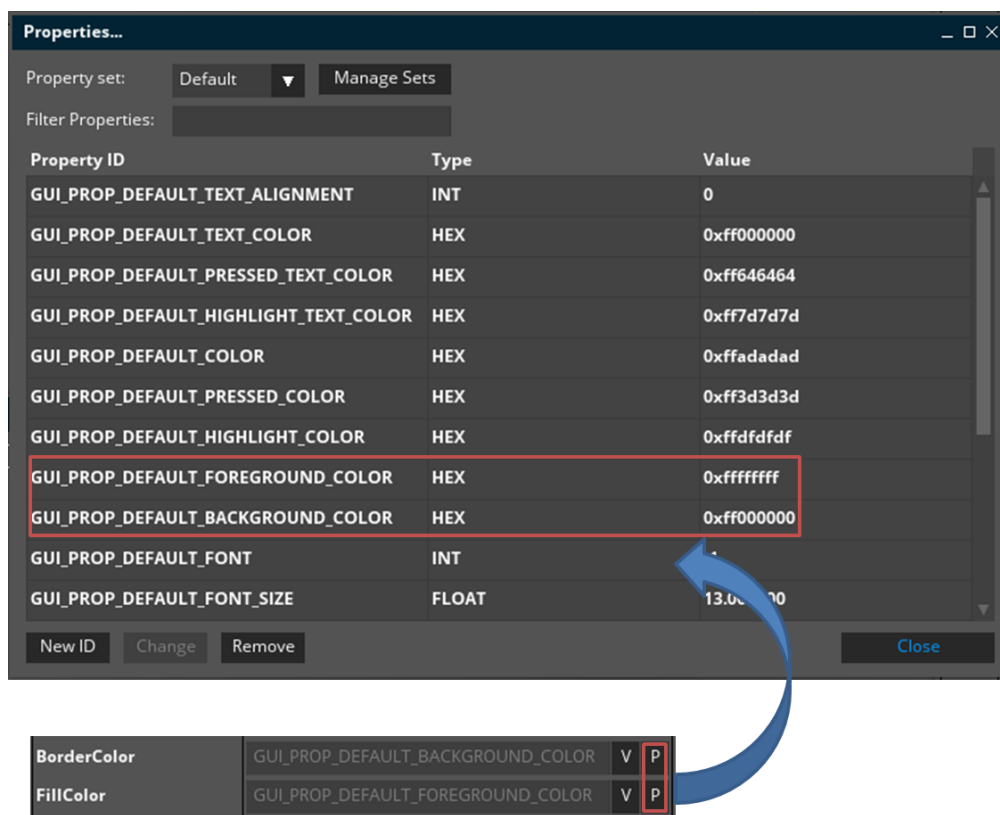 Properties...
Property set: Default Manage Sets
Filter Properties:
Property ID Type Value
GUI_PROP_DEFAULT_TEXT_ALIGNMENT INT 0
GUI_PROP_DEFAULT_TEXT_COLOR HEX 0xff000000
GUI_PROP_DEFAULT_PRESSED_TEXT_COLOR HEX 0xff646464
GUI_PROP_DEFAULT_HIGHLIGHT_TEXT_COLOR HEX 0xff7d7d7d
GUI_PROP_DEFAULT_COLOR HEX 0xffadadad
GUI_PROP_DEFAULT_PRESSED_COLOR HEX 0xff3d3d3d
GUI_PROP_DEFAULT_HIGHLIGHT_COLOR HEX 0xffdfdfdf
GUI_PROP_DEFAULT_FOREGROUND_COLOR HEX 0xffffffff
GUI_PROP_DEFAULT_BACKGROUND_COLOR HEX 0xff000000
GUI_PROP_DEFAULT_FONT INT
GUI_PROP_DEFAULT_FONT_SIZE FLOAT
New ID Change Remove Close
BorderColor GUI_PROP_DEFAULT_BACKGROUND_COLOR V P
FillColor GUI_PROP_DEFAULT_FOREGROUND_COLOR V P